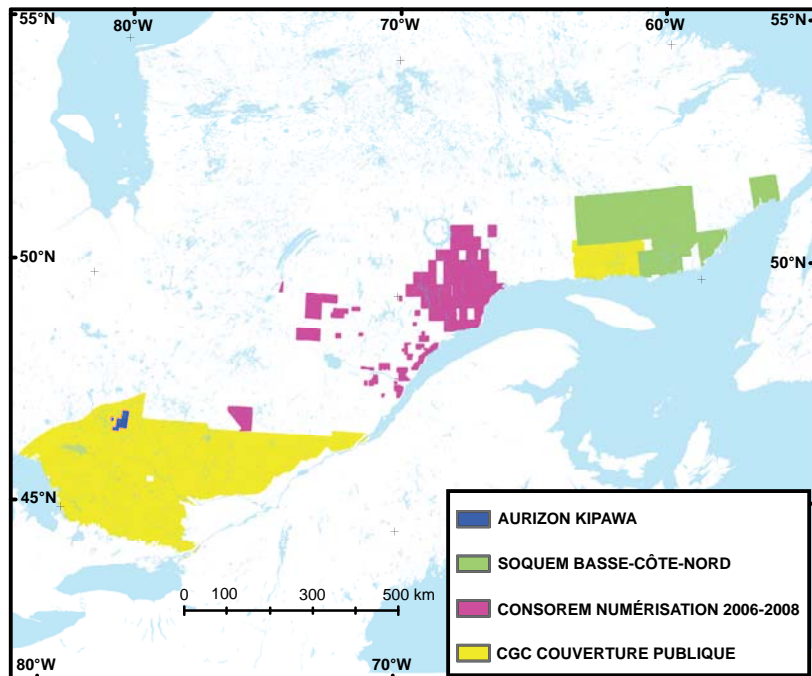 55°N 80°W 70°W 60°W 55°N
50°N 50°N
45°N
AURIZON KIPAWA
SOQUEM BASSE-CÔTE-NORD
CONSOREM NUMÉRISATION 2006-2008
CGC COUVERTURE PUBLIQUE
0 100 300 500 km
80°W 70°W